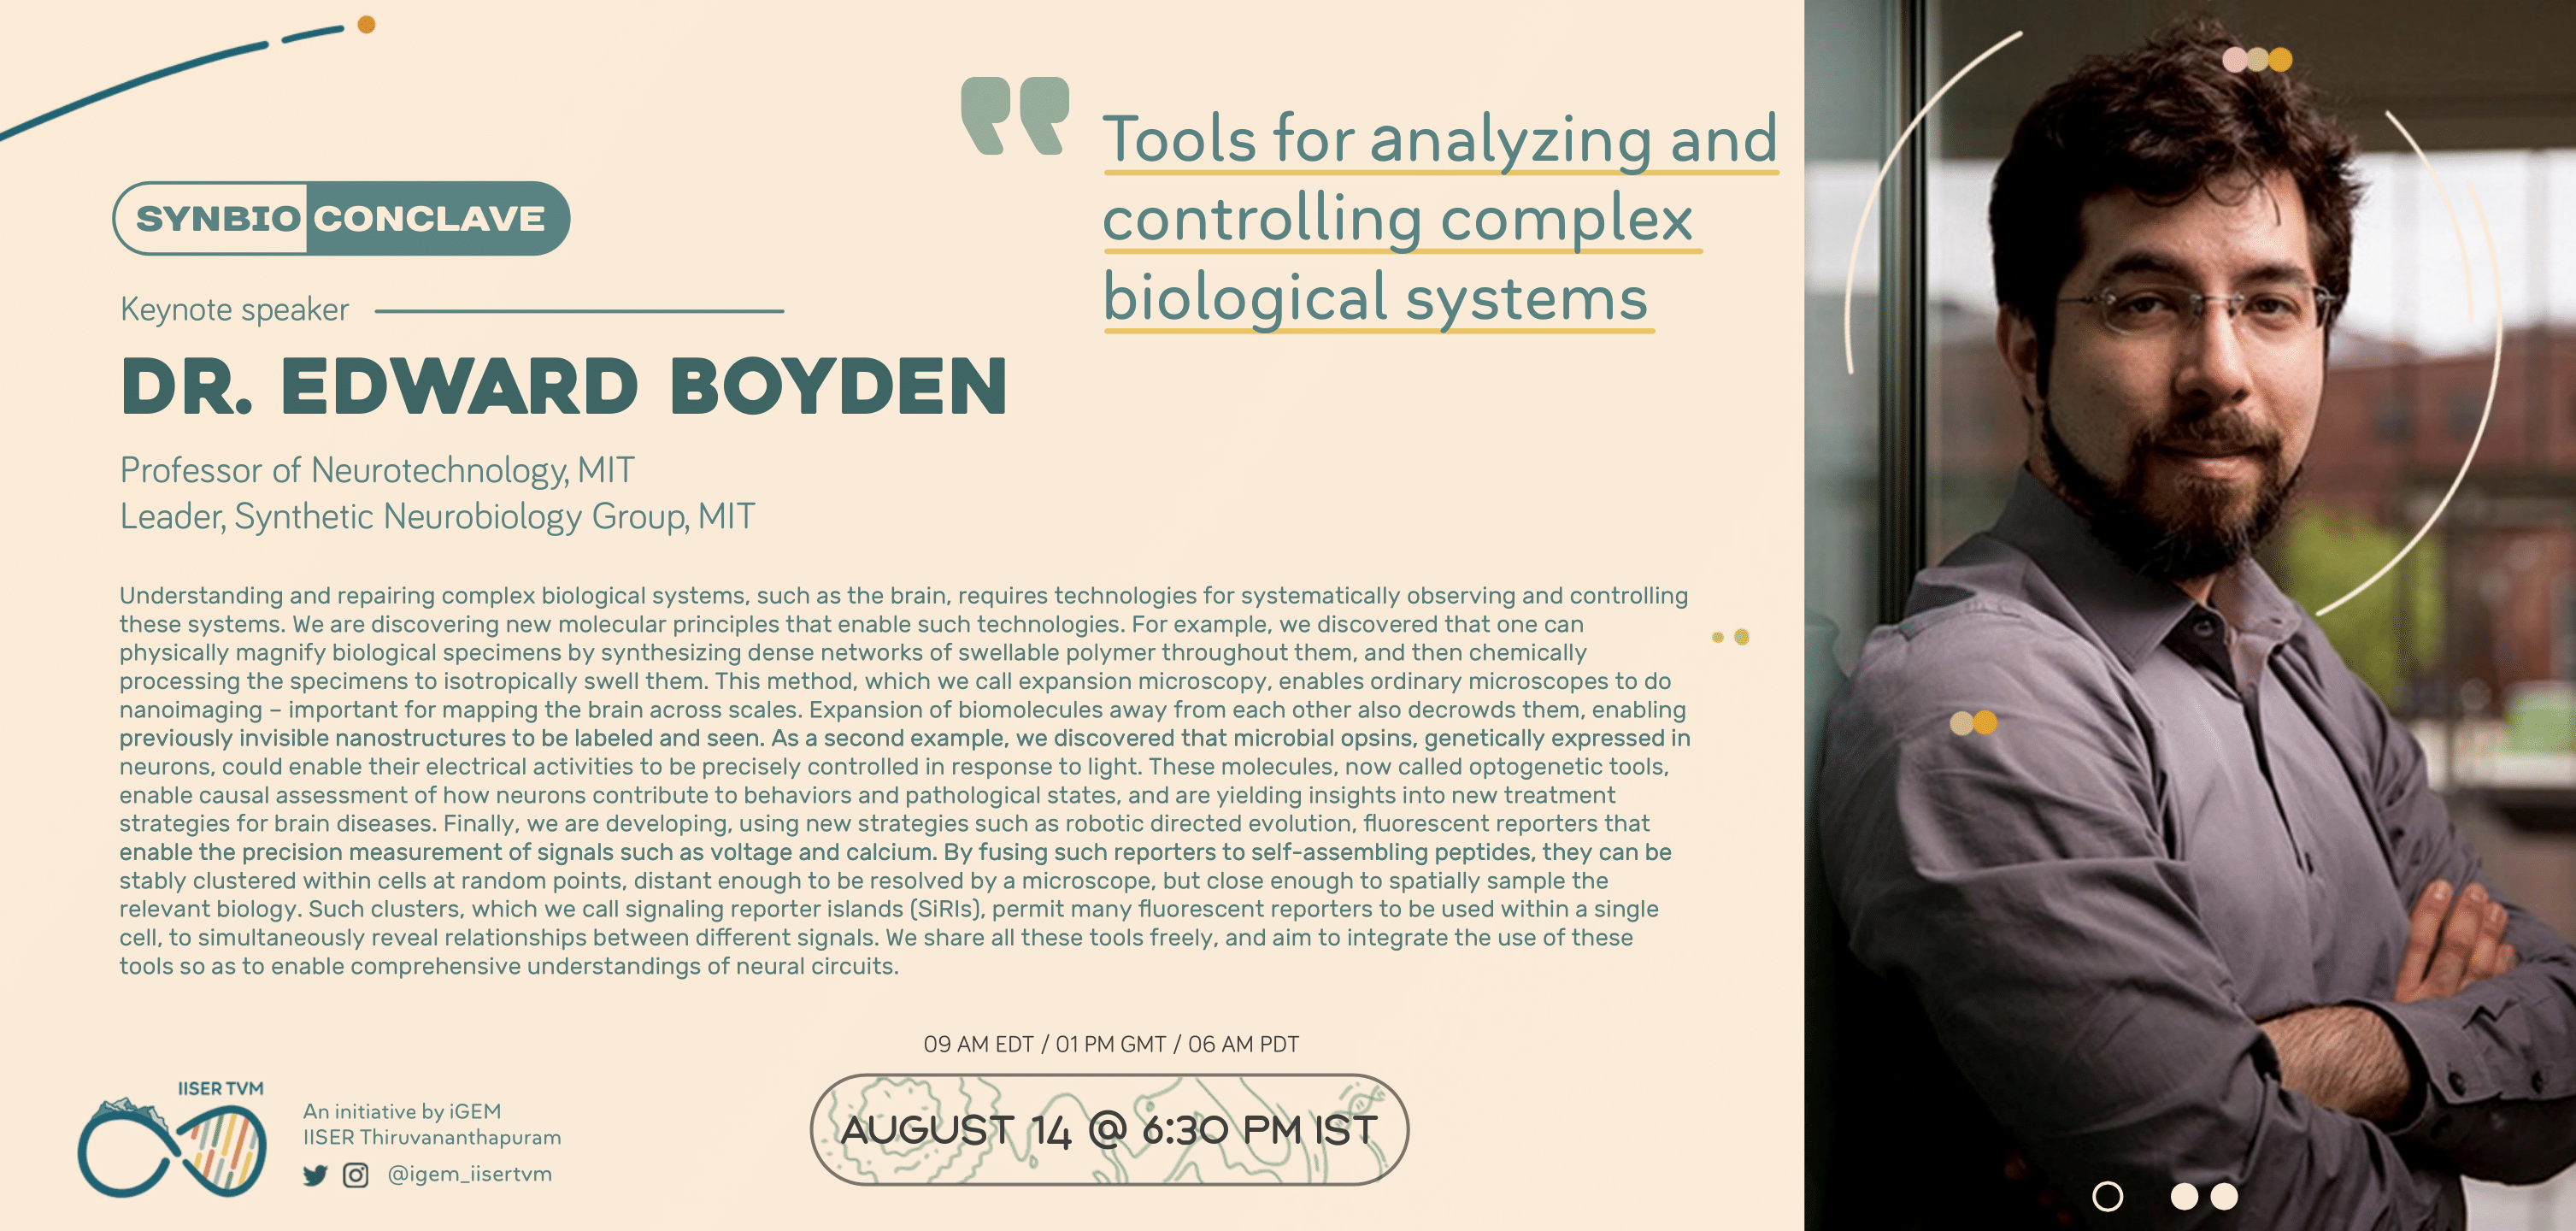 Tools for analyzing and
controlling complex
biological systems
SYNBIO CONCLAVE
Keynote speaker
DR. EDWARD BOYDEN
Professor of Neurotechnology, MIT
Leader, Synthetic Neurobiology Group, MIT
Understanding and repairing complex biological systems, such as the brain, requires technologies for systematically observing and controlling
these systems. We are discovering new molecular principles that enable such technologies. For example, we discovered that one can
physically magnify biological specimens by synthesizing dense networks of swellable polymer throughout them, and then chemically
processing the specimens to isotropically swell them. This method, which we call expansion microscopy, enables ordinary microscopes to do
nanoimaging – important for mapping the brain across scales. Expansion of biomolecules away from each other also decrowds them, enabling
previously invisible nanostructures to be labeled and seen. As a second example, we discovered that microbial opsins, genetically expressed in
neurons, could enable their electrical activities to be precisely controlled in response to light. These molecules, now called optogenetic tools,
enable causal assessment of how neurons contribute to behaviors and pathological states, and are yielding insights into new treatment
strategies for brain diseases. Finally, we are developing, using new strategies such as robotic directed evolution, fluorescent reporters that
enable the precision measurement of signals such as voltage and calcium. By fusing such reporters to self-assembling peptides, they can be
stably clustered within cells at random points, distant enough to be resolved by a microscope, but close enough to spatially sample the
relevant biology. Such clusters, which we call signaling reporter islands (SiRIs), permit many fluorescent reporters to be used within a single
cell, to simultaneously reveal relationships between different signals. We share all these tools freely, and aim to integrate the use of these
tools so as to enable comprehensive understandings of neural circuits.
09 AM EDT / 01 PM GMT / 06 AM PDT
AUGUST 14 @ 6:30 PM IST
IISER TVM
An initiative by iGEM
IISER Thiruvananthapuram
@igem_iisertvm